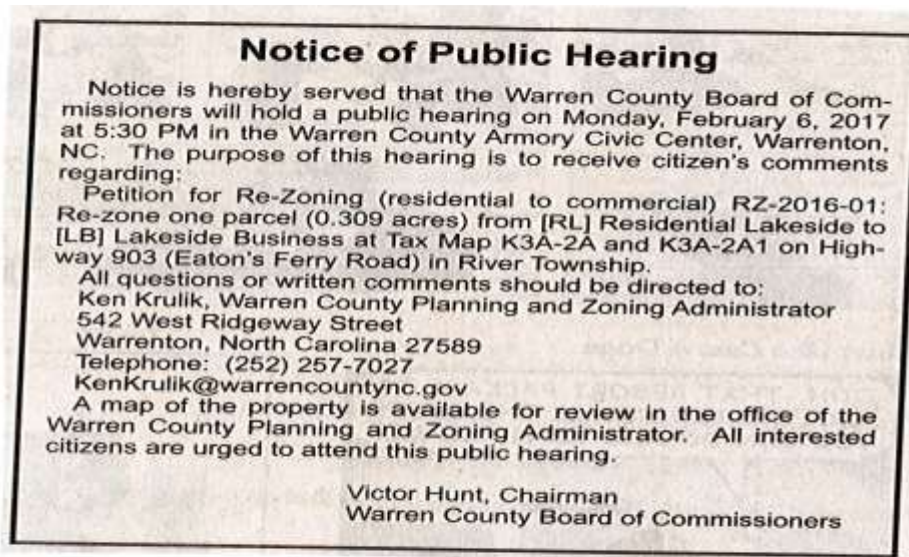 Notice of Public Hearing
Notice is hereby served that the Warren County Board of Com-
missioners will hold a public hearing on Monday, February 6, 2017
at 5:30 PM in the Warren County Armory Civic Center, Warrenton,
NC. The purpose of this hearing is to receive citizen's comments
regarding:
Petition for Re-Zoning (residential to commercial) RZ-2016-01:
Re-zone one parcel (0.309 acres) from [RL] Residential Lakeside to
[LB] Lakeside Business at Tax Map K3A-2A and K3A-2A1 on High-
way 903 (Eaton's Ferry Road) in River Township.
All questions or written comments should be directed to:
Ken Krulik, Warren County Planning and Zoning Administrator
542 West Ridgeway Street
Warrenton, North Carolina 27589
Telephone: (252) 257-7027
KenKrulik@warrencountync.gov
A map of the property is available for review in the office of the
Warren County Planning and Zoning Administrator. All interested
citizens are urged to attend this public hearing.
Victor Hunt, Chairman
Warren County Board of Commissioners